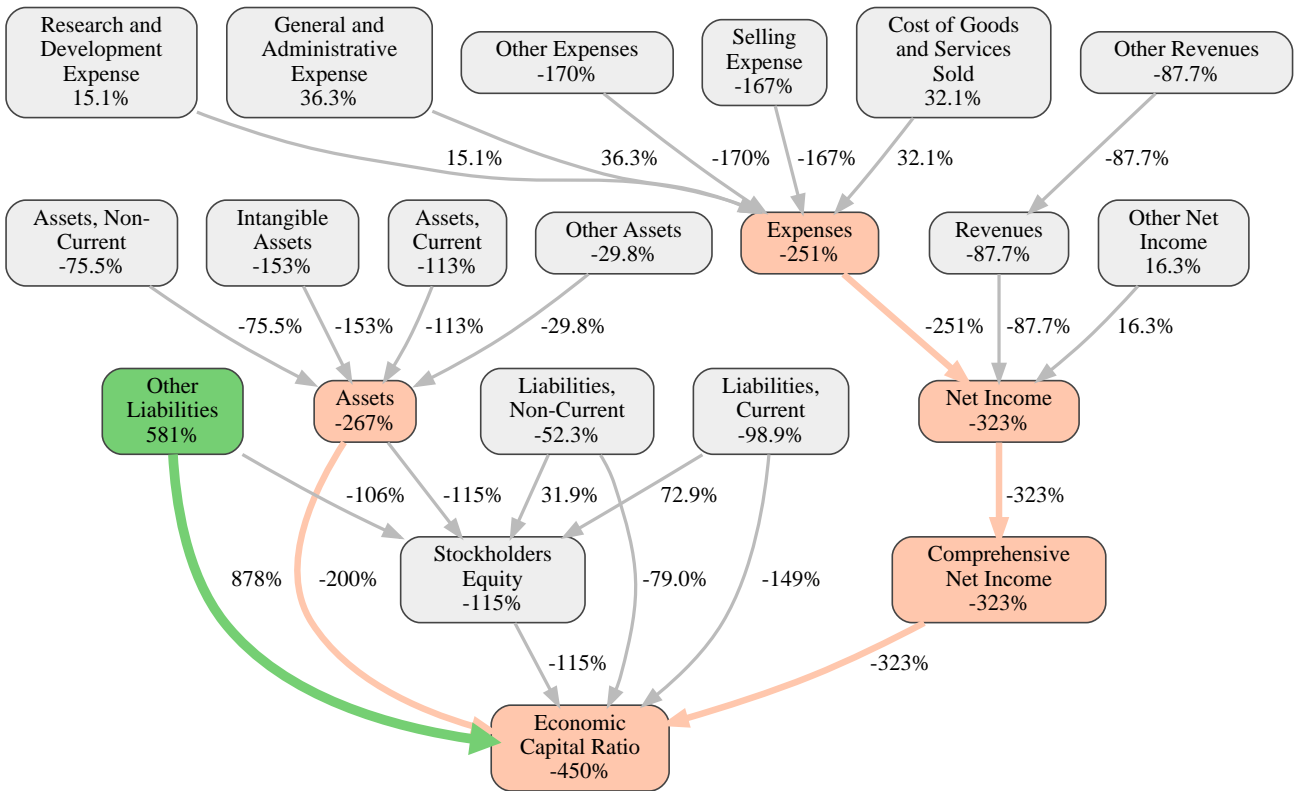 Research and
Development
Expense
15.1%
General and
Administrative
Expense
36.3%
Other Expenses
-170%
Selling
Expense
-167%
Cost of Goods
and Services
Sold
32.1%
Other Revenues
-87.7%
15.1%
36.3%
-170%
-167%
32.1%
-87.7%
Assets, Non-
Current
-75.5%
Intangible
Assets
-153%
Assets,
Current
-113%
Other Assets
-29.8%
Expenses
-251%
Revenues
-87.7%
Other Net
Income
16.3%
-75.5%
-153%
-113%
-29.8%
-251%
-87.7%
16.3%
Other
Liabilities
581%
Assets
-267%
Liabilities,
Non-Current
-52.3%
Liabilities,
Current
-98.9%
Net Income
-323%
-106%
-115%
31.9%
72.9%
-323%
Stockholders
Equity
-115%
Comprehensive
Net Income
-323%
878%
-200%
-79.0%
-149%
-115%
-323%
Economic
Capital Ratio
-450%